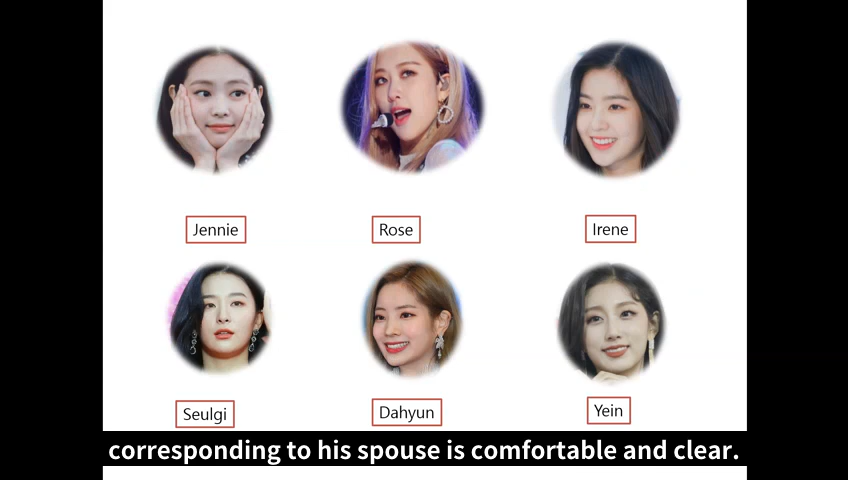 Jennie
Rose
Irene
Seulgi
Dahyun
Yein
corresponding to his spouse is comfortable and clear.